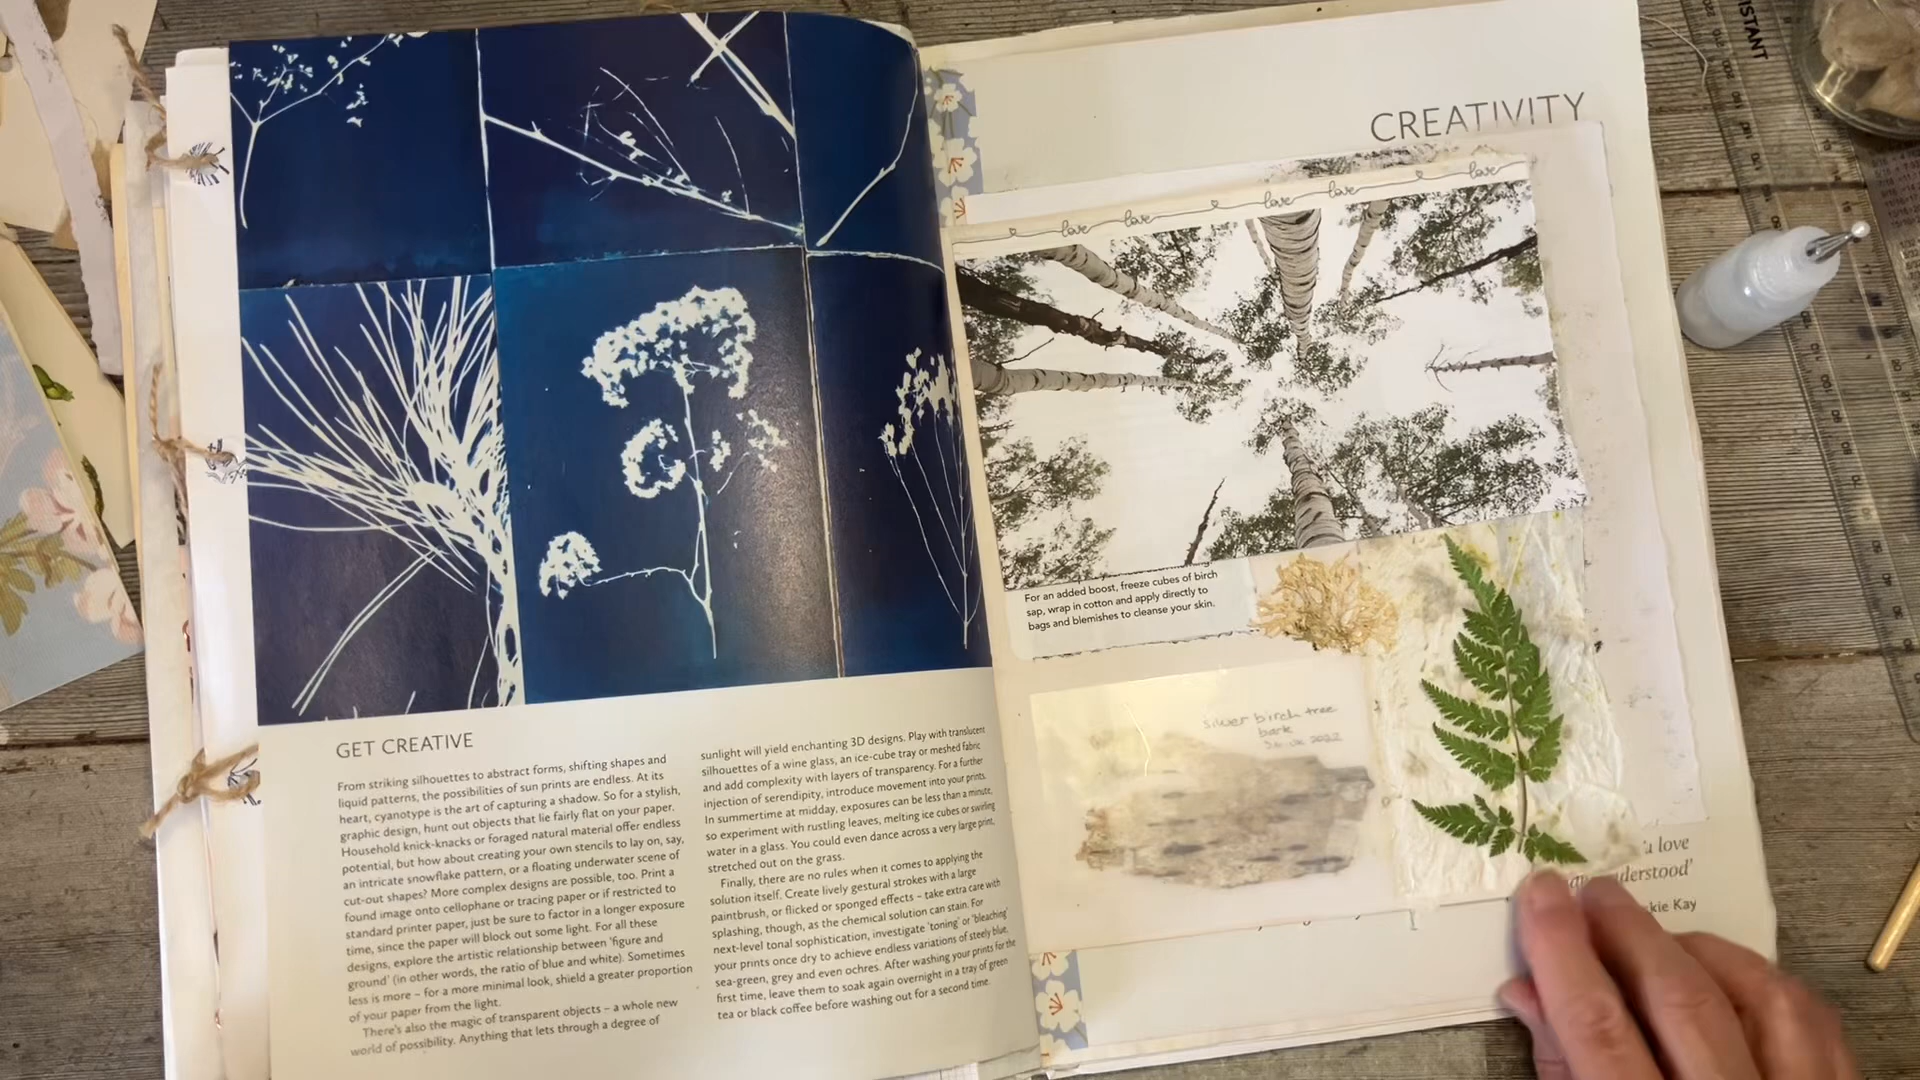 GET CREATIVE
From striking silhouettes to abstract forms, shifting shapes and
liquid patterns, the possibilities of sun prints are endless. At its
heart, cyanotype is the art of capturing a shadow. So for a stylish,
graphic design, hunt out objects that lie fairly flat on your paper.
Household knick-knacks or foraged natural material offer endless
potential, but how about creating your own stencils to lay on, say,
an intricate snowflake pattern, or a floating underwater scene of
cut-out shapes? More complex designs are possible, too. Print a
found image onto cellophane or tracing paper or if restricted to
standard printer paper, just be sure to factor in a longer exposure
time, since the paper will block out some light. For all these
designs, explore the artistic relationship between 'figure and
ground' (in other words, the ratio of blue and white). Sometimes
less is more – for a more minimal look, shield a greater proportion
of your paper from the light.
There's also the magic of transparent objects – a whole new
world of possibility. Anything that lets through a degree of
sunlight will yield enchanting 3D designs. Play with translucent
silhouettes of a wine glass, an ice-cube tray or meshed fabric
and add complexity with layers of transparency. For a further
injection of serendipity, introduce movement into your prints.
In summertime at midday, exposures can be less than a minute,
so experiment with rustling leaves, melting ice cubes or swirling
water in a glass. You could even dance across a very large print,
stretched out on the grass.
Finally, there are no rules when it comes to applying the
solution itself. Create lively gestural strokes with a large
paintbrush, or flicked or sponged effects – take extra care with
splashing, though, as the chemical solution can stain. For
next-level tonal sophistication, investigate 'toning' or 'bleaching'
your prints once dry to achieve endless variations of steely blue,
sea-green, grey and even ochres. After washing your prints for the
first time, leave them to soak again overnight in a tray of green
tea or black coffee before washing out for a second time.
CREATIVITY
love love love love love
For an added boost, freeze cubes of birch
sap, wrap in cotton and apply directly to
bags and blemishes to cleanse your skin.
silver birch tree
bark
2022
love
derstood'
kie Kay
ISTANT